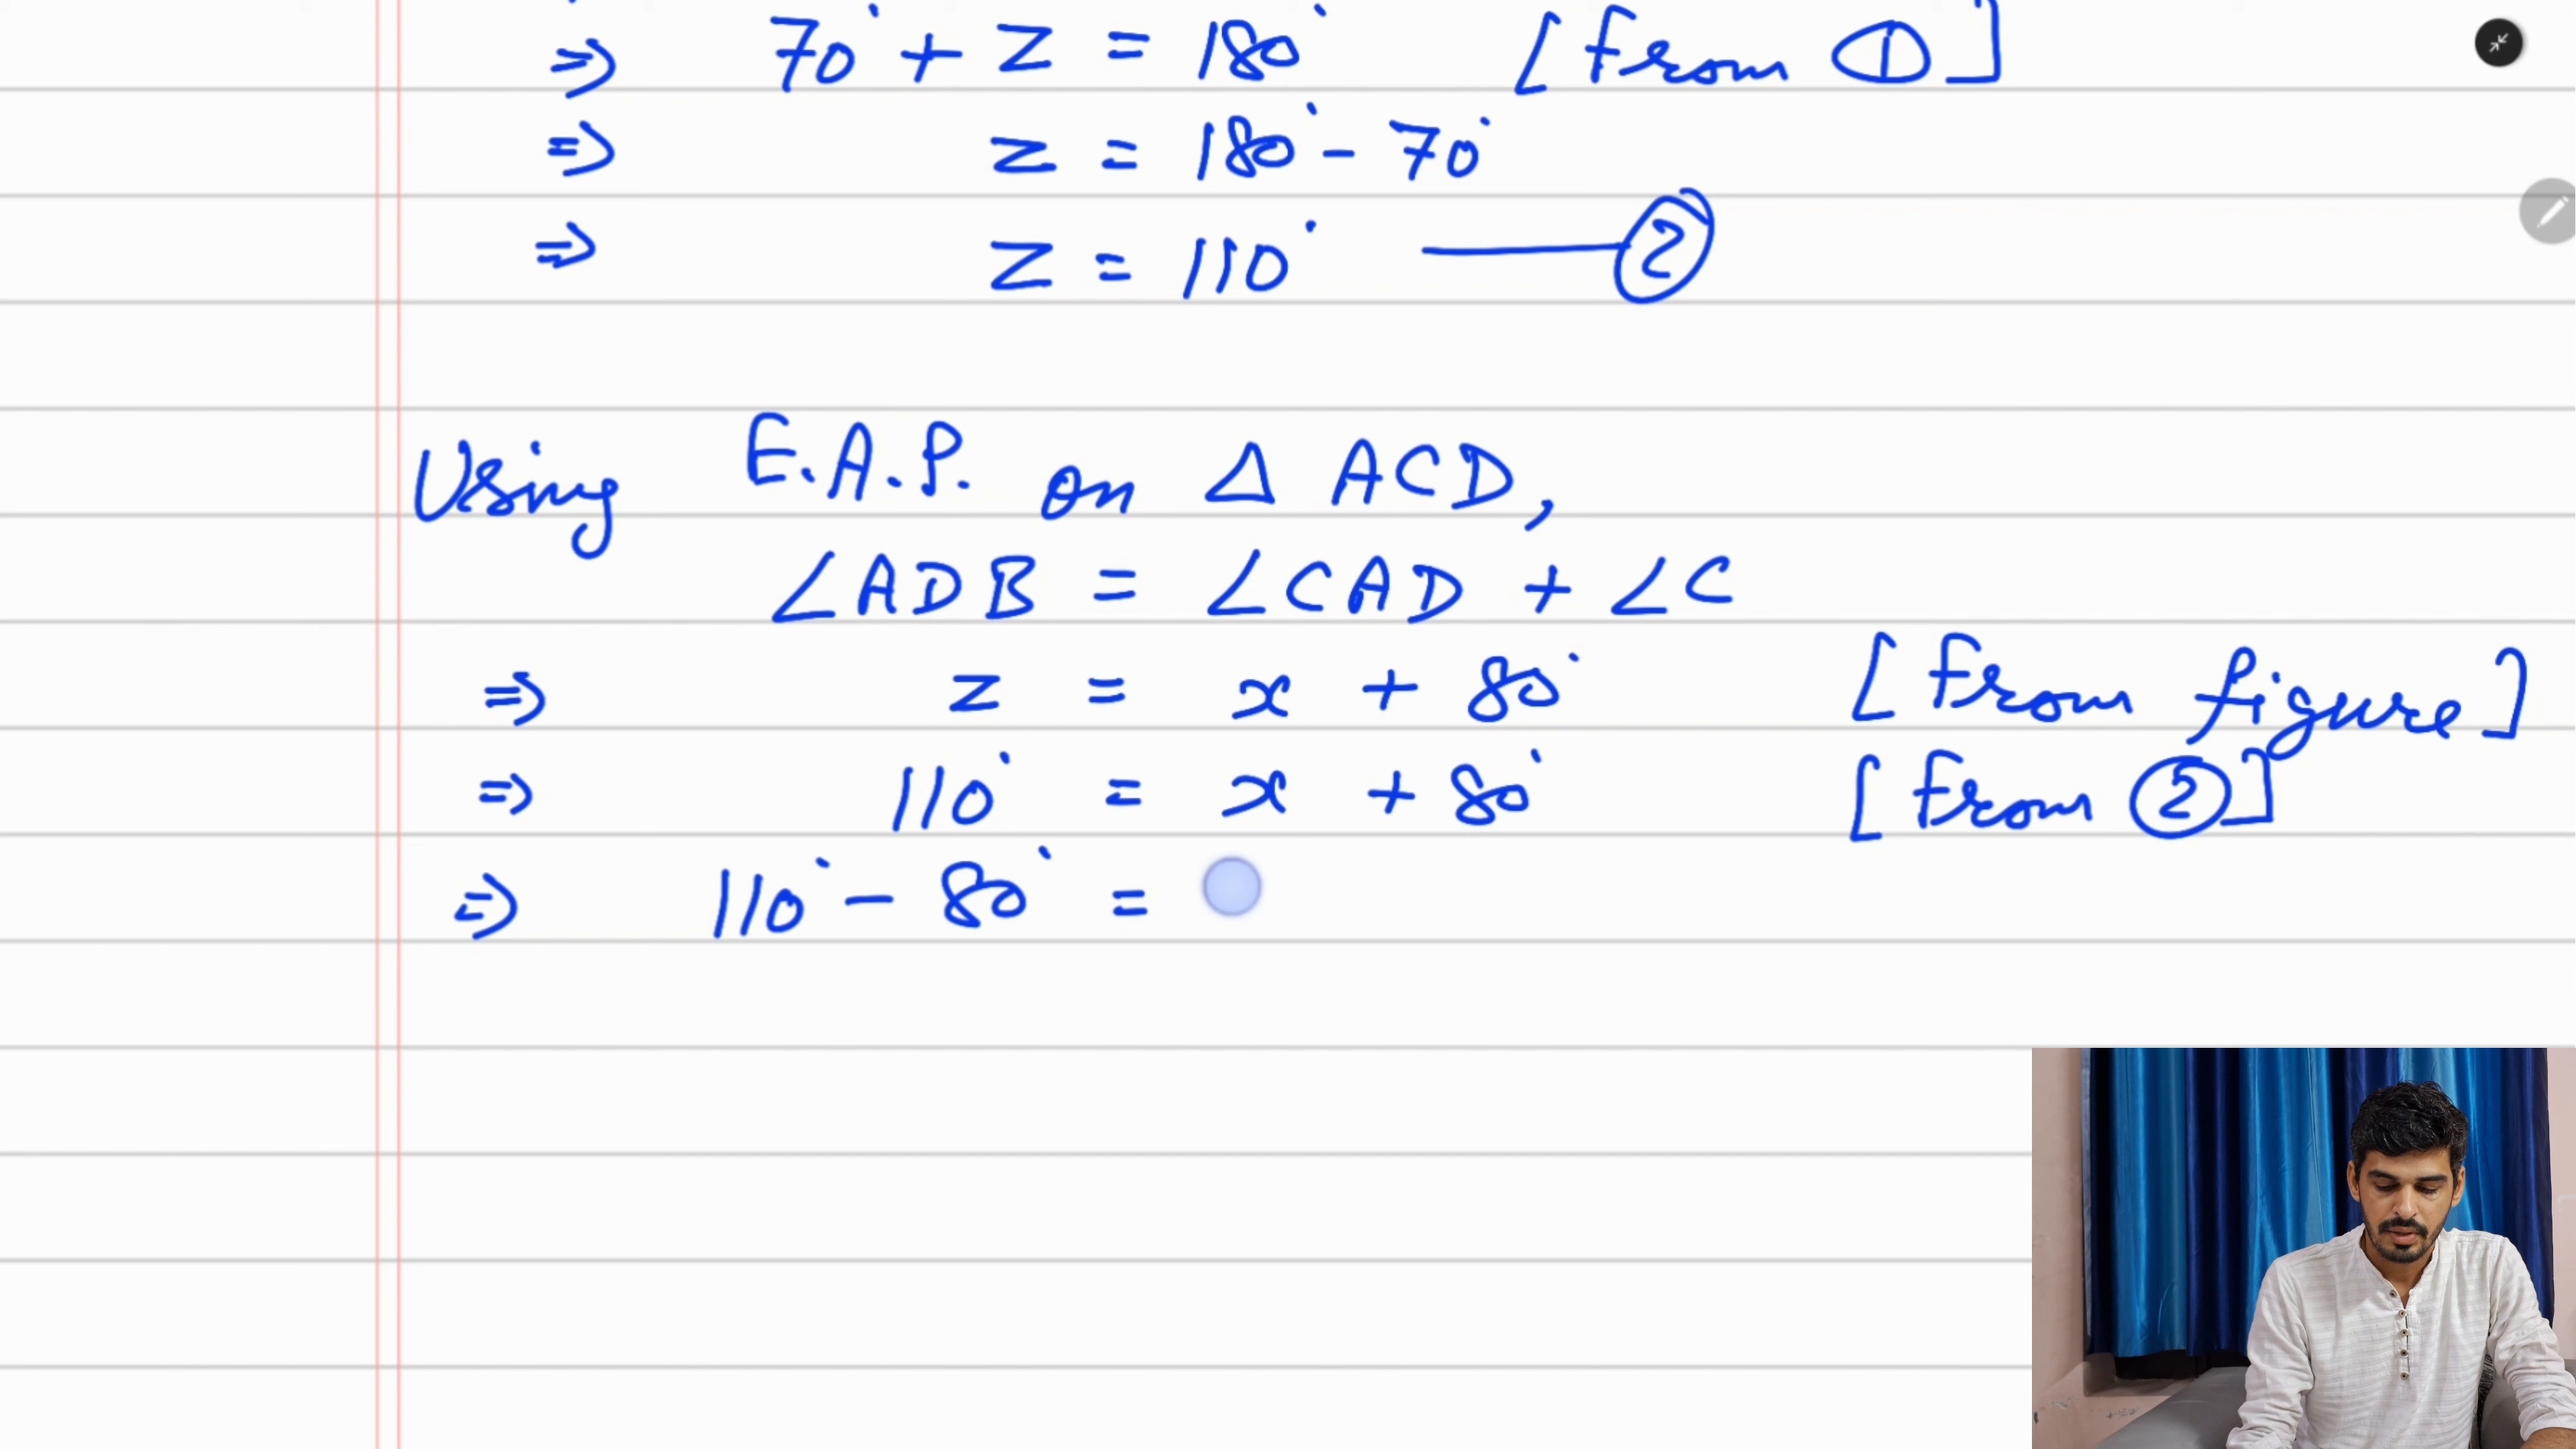 ⇒ 70° + z = 180° [from ①]
⇒ z = 180° - 70°
⇒ z = 110° —— ②
Using E.A.P. on △ ACD,
∠ADB = ∠CAD + ∠C
⇒ z = x + 80° [from figure]
⇒ 110° = x + 80° [from ②]
⇒ 110° - 80° =